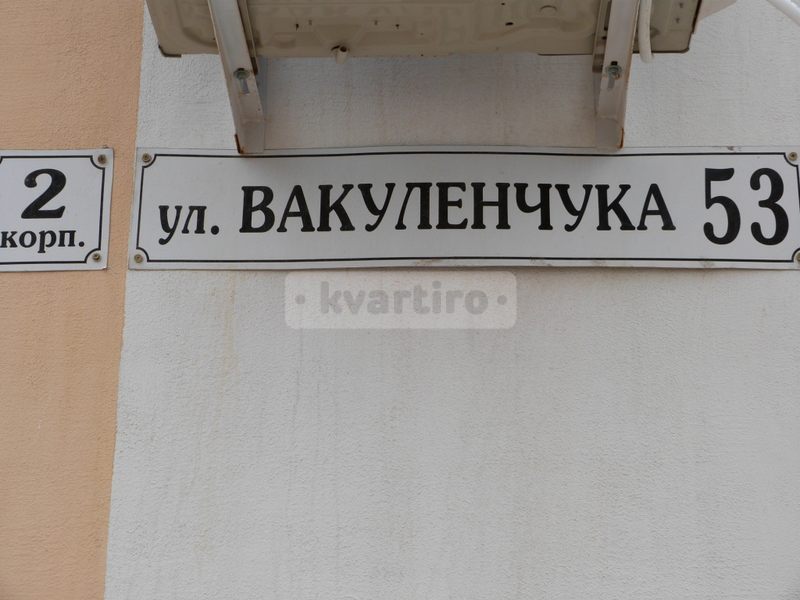 2
корп.
ул. ВАКУЛЕНЧУКА 53
kvartiro